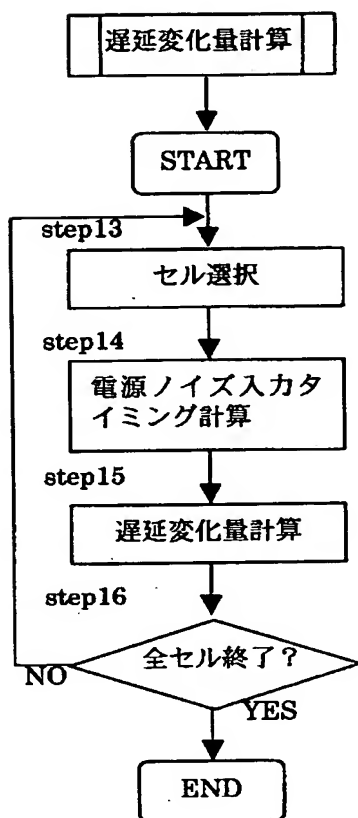 遅延変化量計算
START
step13
セル選択
step14
電源ノイズ入力タ
イミング計算
step15
遅延変化量計算
step16
全セル終了?
NO
YES
END